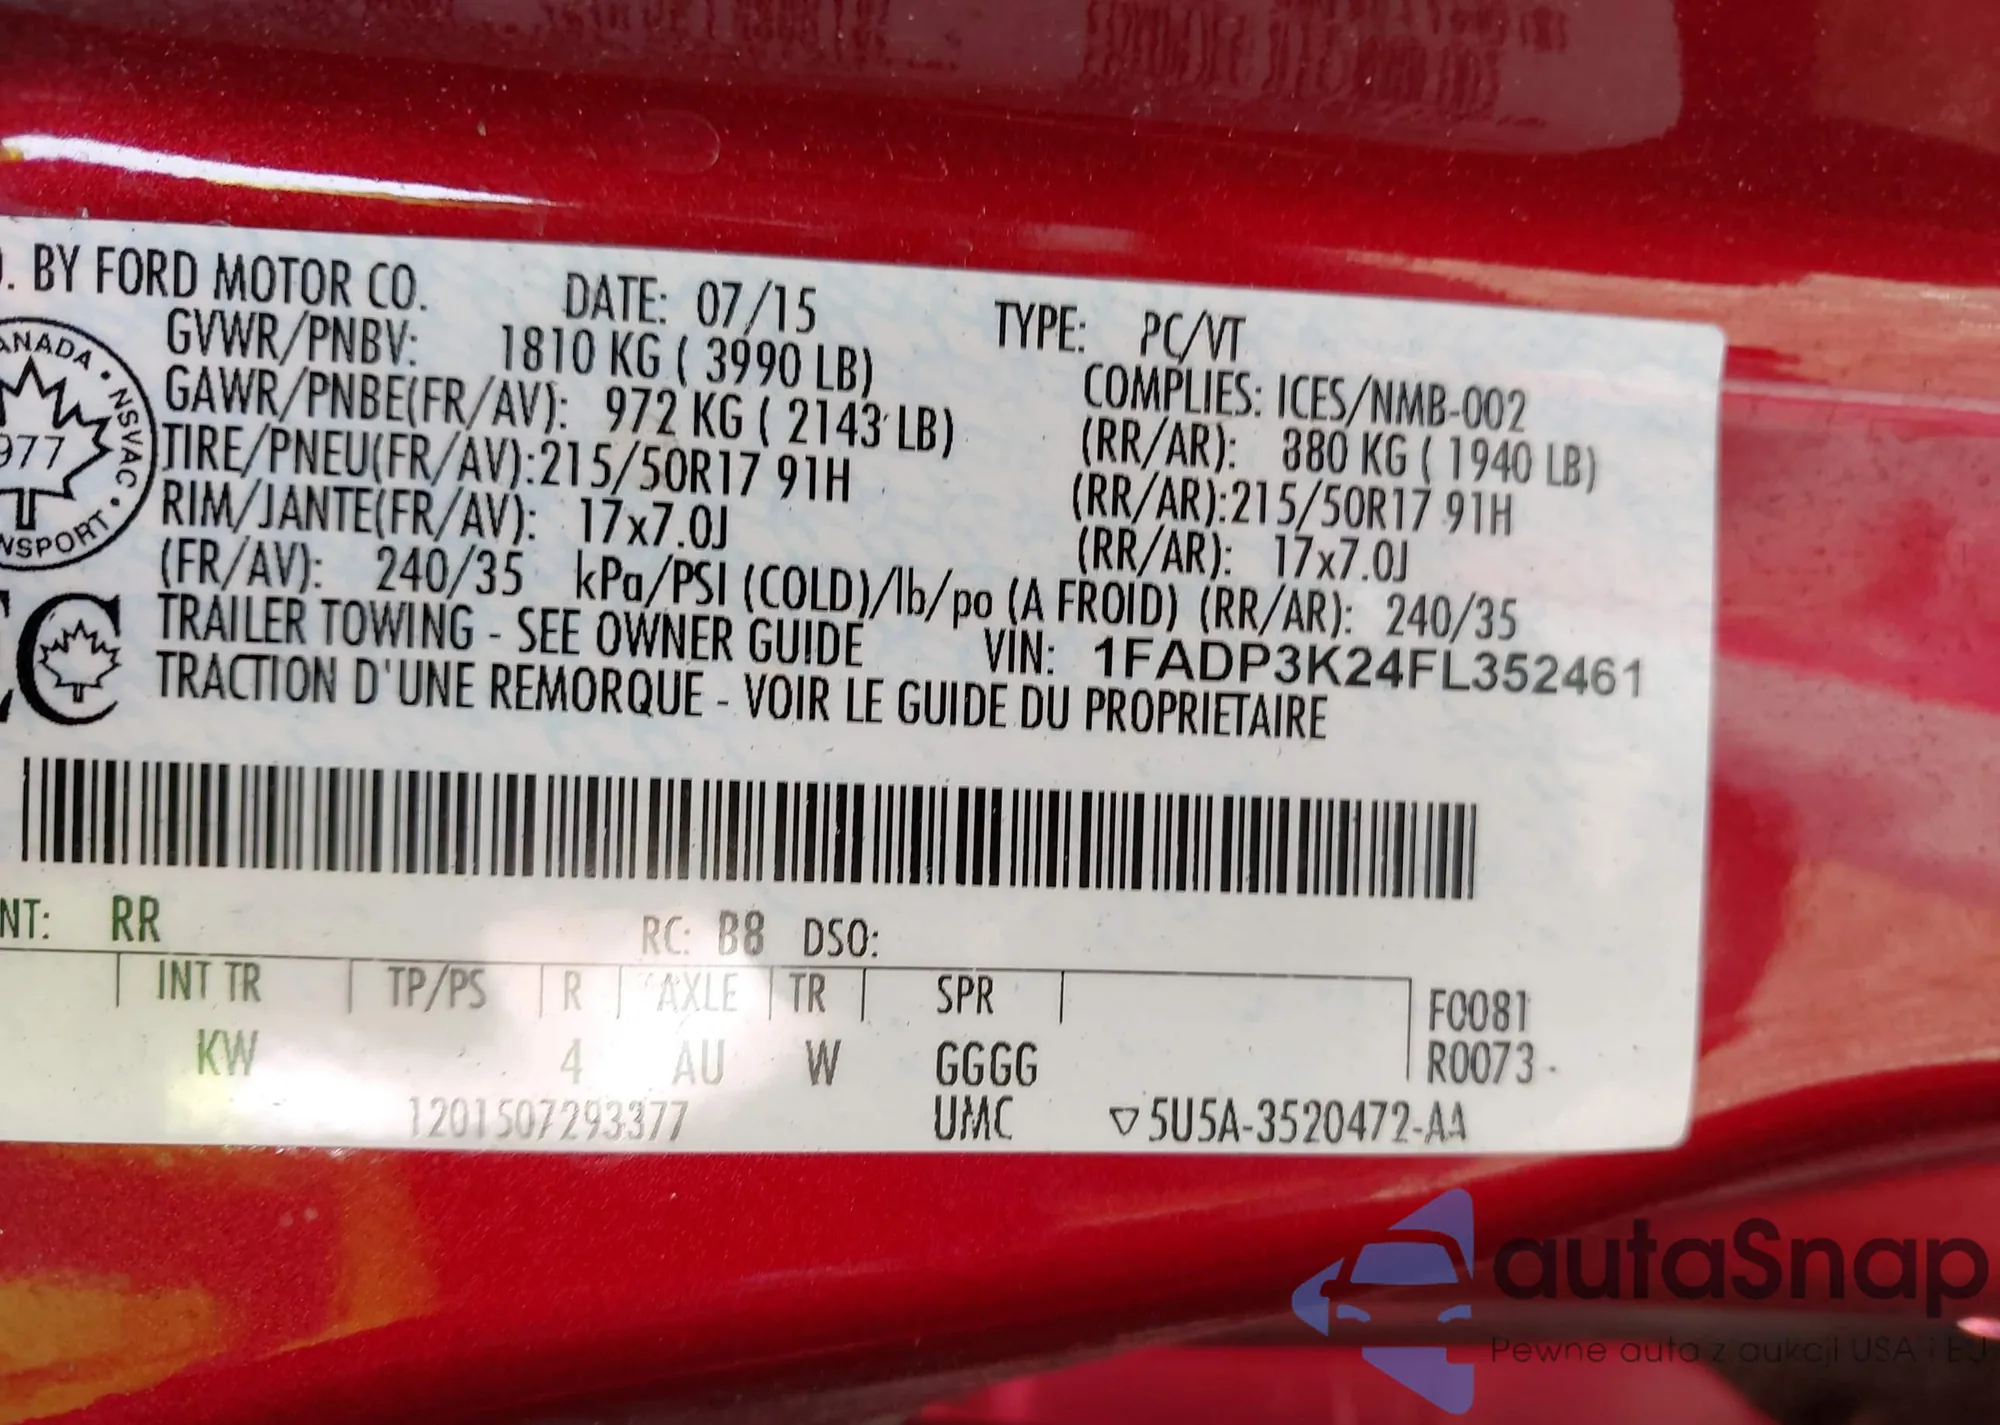 . BY FORD MOTOR CO. DATE: 07/15 TYPE: PC/VT
GVWR/PNBV: 1810 KG ( 3990 LB) COMPLIES: ICES/NMB-002
GAWR/PNBE(FR/AV): 972 KG ( 2143 LB) (RR/AR): 880 KG ( 1940 LB)
TIRE/PNEU(FR/AV):215/50R17 91H (RR/AR):215/50R17 91H
RIM/JANTE(FR/AV): 17x7.0J (RR/AR): 17x7.0J
(FR/AV): 240/35 kPa/PSI (COLD)/lb/po (A FROID) (RR/AR): 240/35
TRAILER TOWING - SEE OWNER GUIDE VIN: 1FADP3K24FL352461
TRACTION D'UNE REMORQUE - VOIR LE GUIDE DU PROPRIETAIRE
ANADA • NSVAC •
977
NSPORT
C
NT: RR RC: B8 DSO:
INT TR TP/PS R AXLE TR SPR F0081
KW 4 AU W GGGG R0073
1201507293377 UMC ▽5U5A-3520472-AA
autaSnap
Pewne auta z aukcji USA i EU